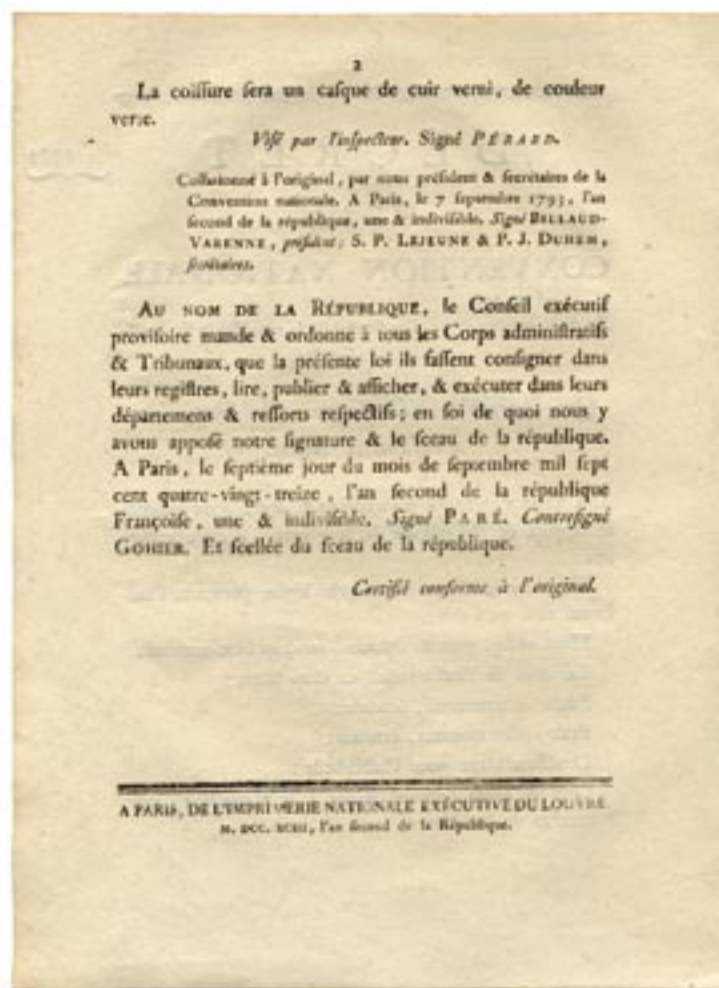 2
La coiſſure ſera un caſque de cuir verni, de couleur
verte.
Viſé par l'inſpecteur. Signé PÉRARD.
Collationné à l'original, par nous préſident & ſecrétaires de la
Convention nationale. A Paris, le 7 ſeptembre 1793, l'an
ſecond de la république, une & indiviſible. Signé BILLAUD-
VARENNE, préſident; S. P. LEJEUNE & P. J. DUHEM,
ſecrétaires.
AU NOM DE LA RÉPUBLIQUE, le Conſeil exécutif
proviſoire mande & ordonne à tous les Corps adminiſtratifs
& Tribunaux, que la préſente loi ils faſſent conſigner dans
leurs regiſtres, lire, publier & afficher, & exécuter dans leurs
départemens & reſſorts reſpectifs; en foi de quoi nous y
avons appoſé notre ſignature & le ſceau de la république.
A Paris, le ſeptième jour du mois de ſeptembre mil ſept
cent quatre-vingt-treize, l'an ſecond de la république
Françoiſe, une & indiviſible. Signé PARÉ. Contreſigné
GOHIER. Et ſcellée du ſceau de la république.
Certifié conforme à l'original.
A PARIS, DE L'IMPRIMERIE NATIONALE EXÉCUTIVE DU LOUVRE.
M. DCC. XCIII, l'an ſecond de la République.